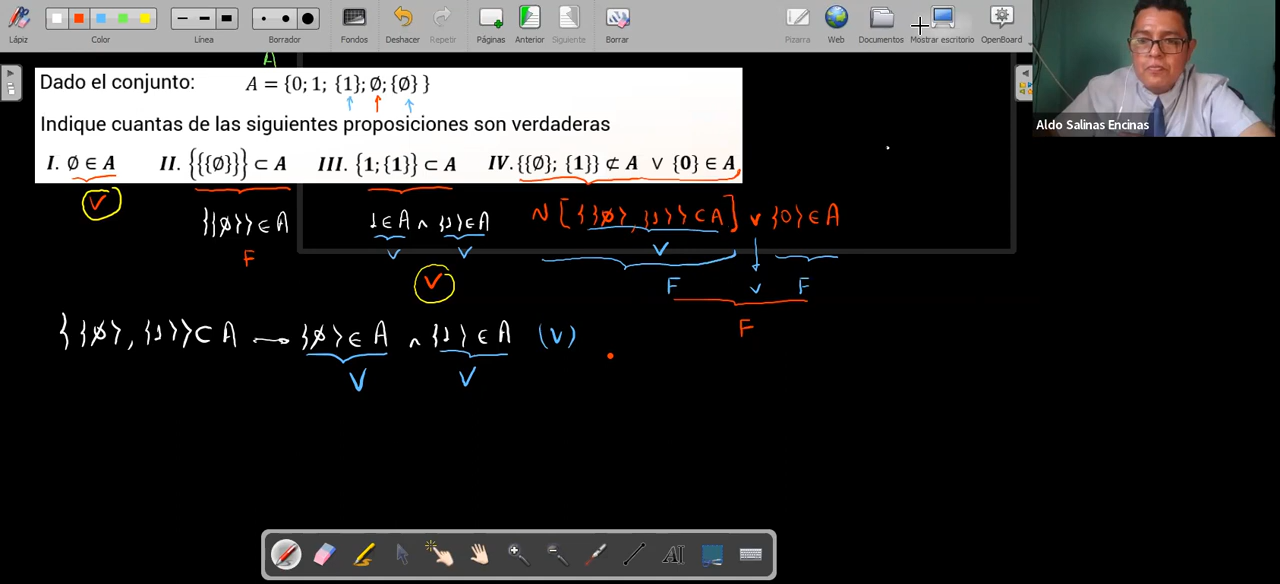 Lápiz Color Línea Borrador Fondos Deshacer Repetir Páginas Anterior Siguiente Borrar Pizarra Web Documentos Mostrar escritorio OpenBoard
A
Aldo Salinas Encinas
Dado el conjunto: A = {0; 1; {1}; ∅; {∅} }
Indique cuantas de las siguientes proposiciones son verdaderas
I. ∅ ∈ A II. {{{∅}}} ⊂ A III. {1; {1}} ⊂ A IV. {{∅}; {1}} ⊄ A ∨ {0} ∈ A
V
{{∅}} ∈ A 1 ∈ A ∧ {1} ∈ A ~ [ { {∅}, {1} } ⊂ A ] ∨ {0} ∈ A
F V V V
V F ∨ F
F
{ {∅}, {1} } ⊂ A → {∅} ∈ A ∧ {1} ∈ A (V)
V V
AI